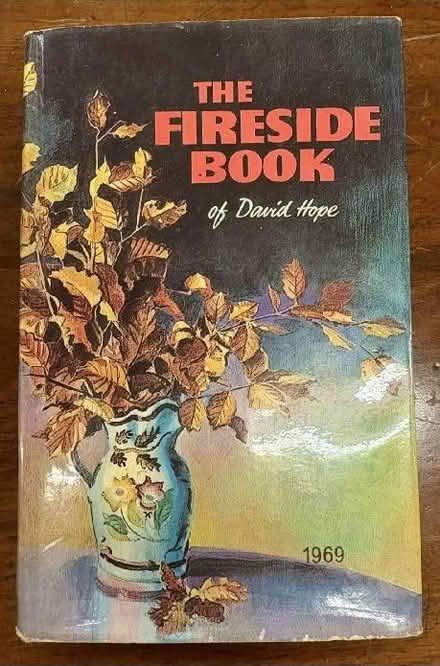 THE
FIRESIDE
BOOK
of David Hope
1969